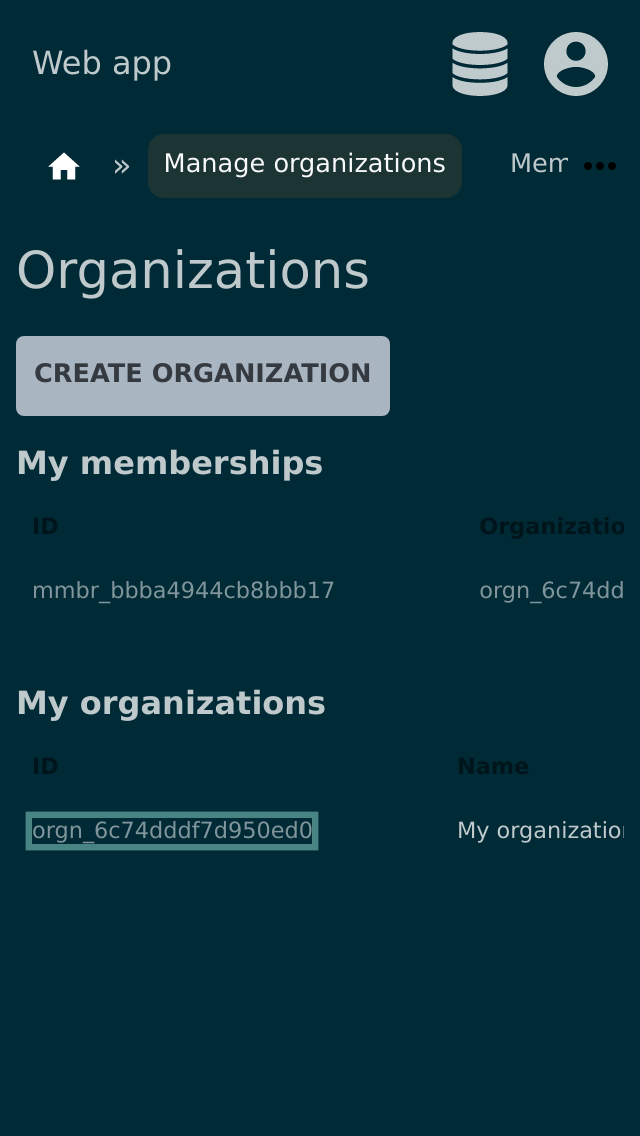 Web app
» Manage organizations Mem •••
Organizations
CREATE ORGANIZATION
My memberships
ID Organizatio
mmbr_bbba4944cb8bbb17 orgn_6c74dd
My organizations
ID Name
orgn_6c74dddf7d950ed0 My organization